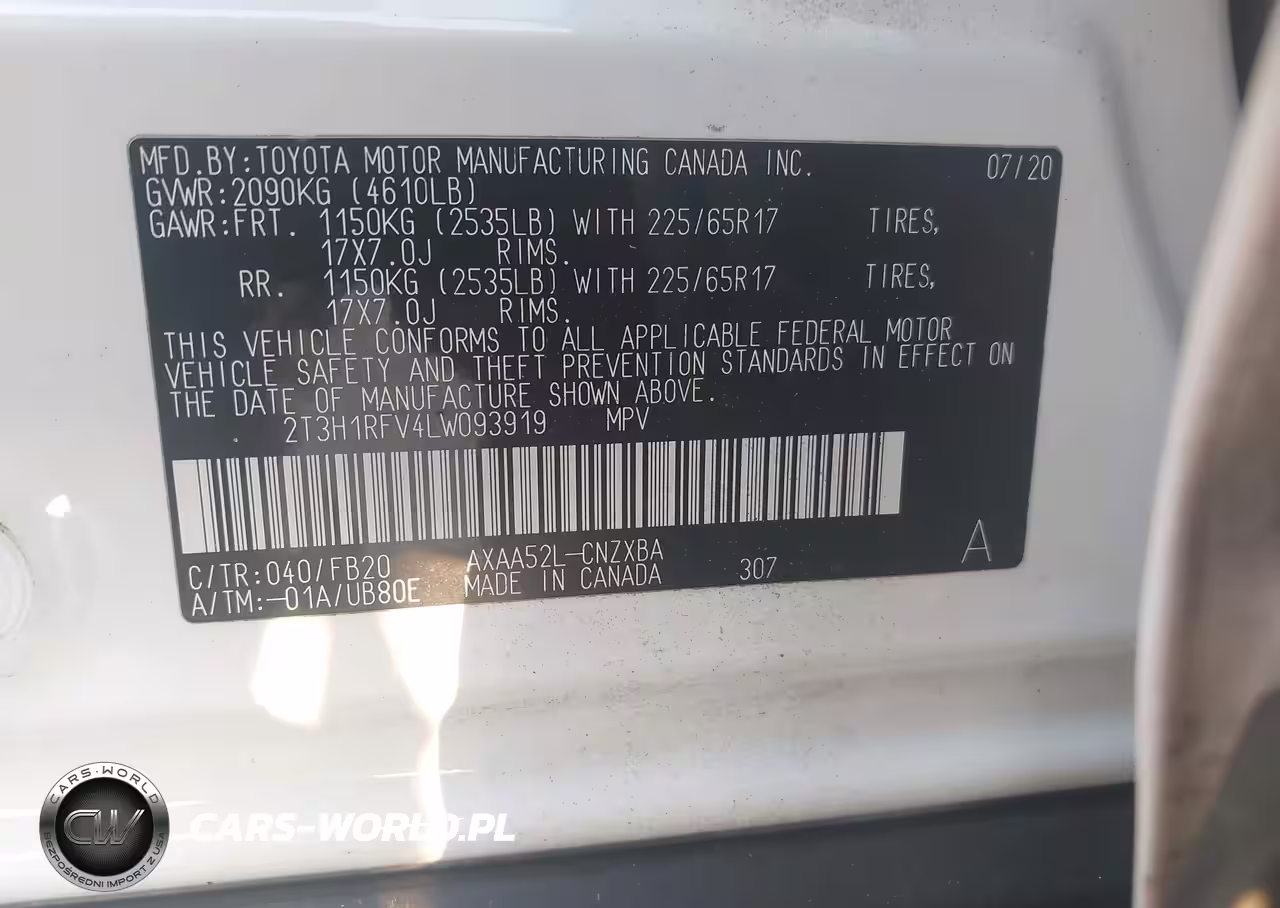 MFD.BY:TOYOTA MOTOR MANUFACTURING CANADA INC. 07/20
GVWR:2090KG (4610LB)
GAWR:FRT. 1150KG (2535LB) WITH 225/65R17 TIRES,
17X7.0J RIMS.
RR. 1150KG (2535LB) WITH 225/65R17 TIRES,
17X7.0J RIMS.
THIS VEHICLE CONFORMS TO ALL APPLICABLE FEDERAL MOTOR
VEHICLE SAFETY AND THEFT PREVENTION STANDARDS IN EFFECT ON
THE DATE OF MANUFACTURE SHOWN ABOVE.
2T3H1RFV4LW093919 MPV
C/TR:040/FB20 AXAA52L-CNZXBA
A/TM:-01A/UB80E MADE IN CANADA 307 A
CARS-WORLD
CW
BEZPOŚREDNI IMPORT Z USA
CARS-WORLD.PL